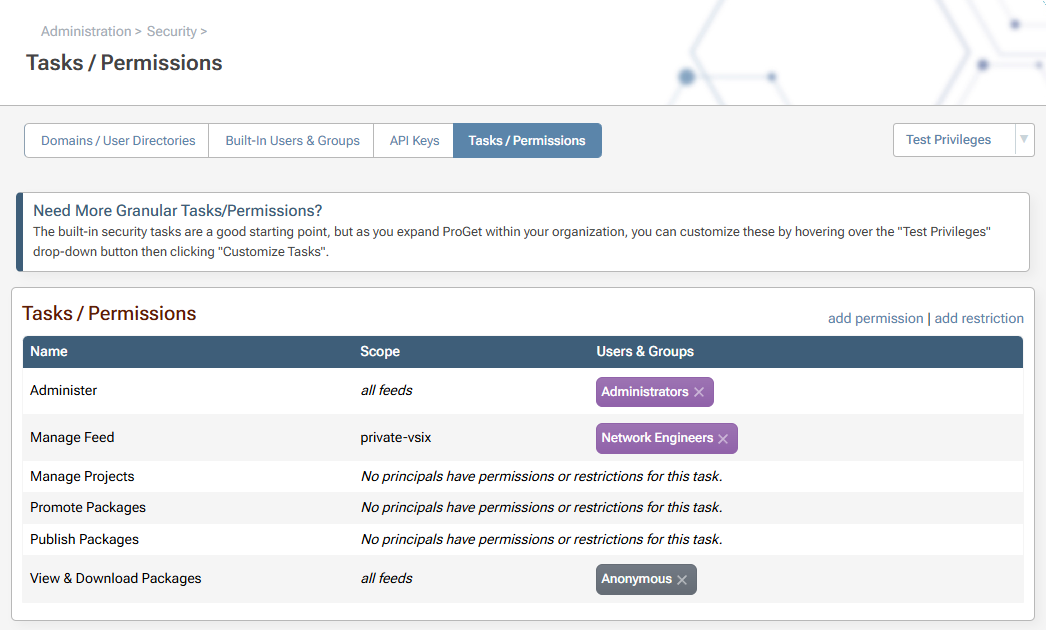 Administration > Security >
Tasks / Permissions
Domains / User Directories Built-In Users & Groups API Keys Tasks / Permissions Test Privileges
Need More Granular Tasks/Permissions?
The built-in security tasks are a good starting point, but as you expand ProGet within your organization, you can customize these by hovering over the "Test Privileges"
drop-down button then clicking "Customize Tasks".
Tasks / Permissions
add permission | add restriction
Name Scope Users & Groups
Administer all feeds Administrators
Manage Feed private-vsix Network Engineers
Manage Projects No principals have permissions or restrictions for this task.
Promote Packages No principals have permissions or restrictions for this task.
Publish Packages No principals have permissions or restrictions for this task.
View & Download Packages all feeds Anonymous